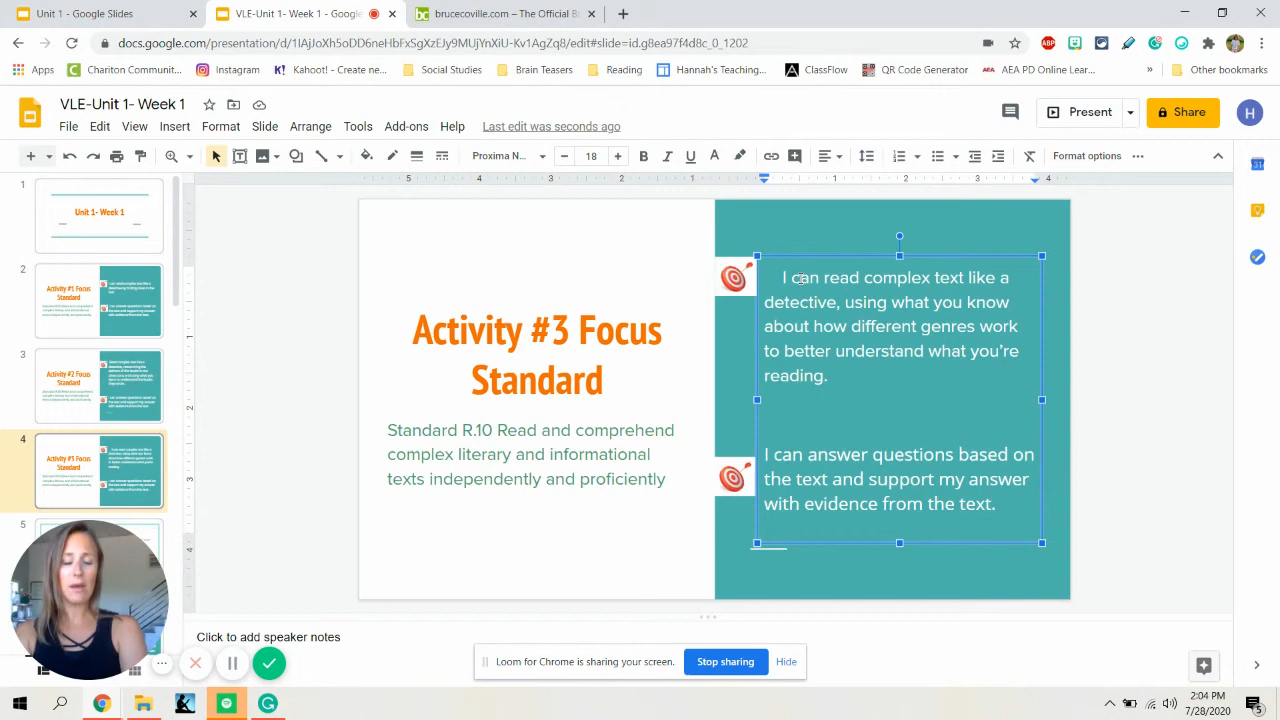 Unit 1 - Slides
VLE-Unit 1 - Google Slides
brucecoville.com - The Official B
docs.google.com/presentation/d/1IAjJoXh5oDD6neHbFxSgXzEJy9MUjYnXiU-Kv1AgZq8/edit#slide=id.g8ea97f4d8c_0_1202
Apps
Chariton Communit...
Instagram
Kahoot! - Create ne...
Social Studies
Brain Teasers
Reading
Hannah's Teaching...
ClassFlow
QR Code Generator
AEA PD Online Lear...
Other bookmarks
VLE-Unit 1- Week 1
File Edit View Insert Format Slide Arrange Tools Add-ons Help Last edit was seconds ago
Present
Share
H
Proxima N...
18
B I U A
Format options
1
Unit 1- Week 1
2
Activity #1 Focus
Standard
3
Activity #2 Focus
Standard
4
Activity #3 Focus
Standard
5
Activity #3 Focus
Standard
Standard R.10 Read and comprehend
complex literary and informational
texts independently and proficiently
I can read complex text like a
detective, using what you know
about how different genres work
to better understand what you're
reading.
I can answer questions based on
the text and support my answer
with evidence from the text.
Click to add speaker notes
Loom for Chrome is sharing your screen.
Stop sharing
Hide
2:04 PM
7/28/2020
5